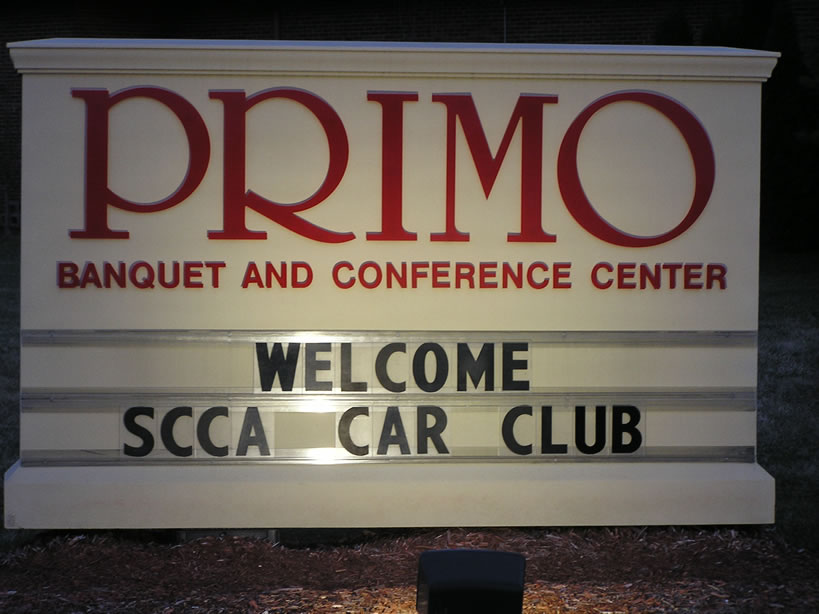 PRIMO
BANQUET AND CONFERENCE CENTER
WELCOME
SCCA CAR CLUB